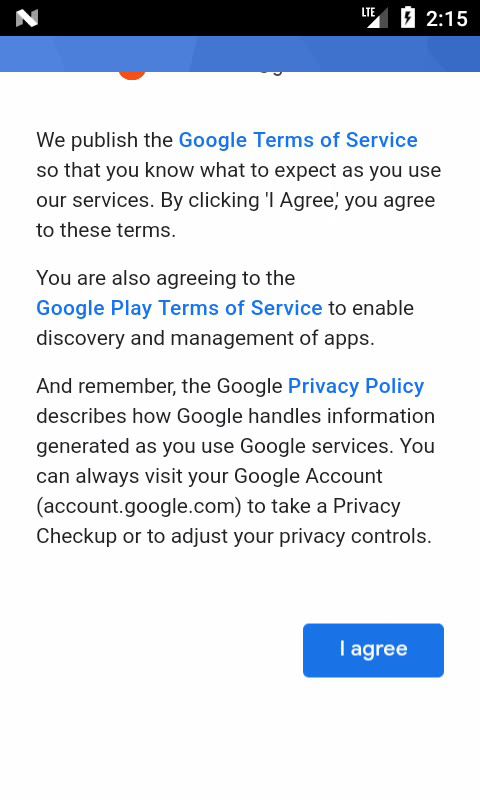 LTE 2:15
We publish the Google Terms of Service
so that you know what to expect as you use
our services. By clicking 'I Agree,' you agree
to these terms.
You are also agreeing to the
Google Play Terms of Service to enable
discovery and management of apps.
And remember, the Google Privacy Policy
describes how Google handles information
generated as you use Google services. You
can always visit your Google Account
(account.google.com) to take a Privacy
Checkup or to adjust your privacy controls.
I agree